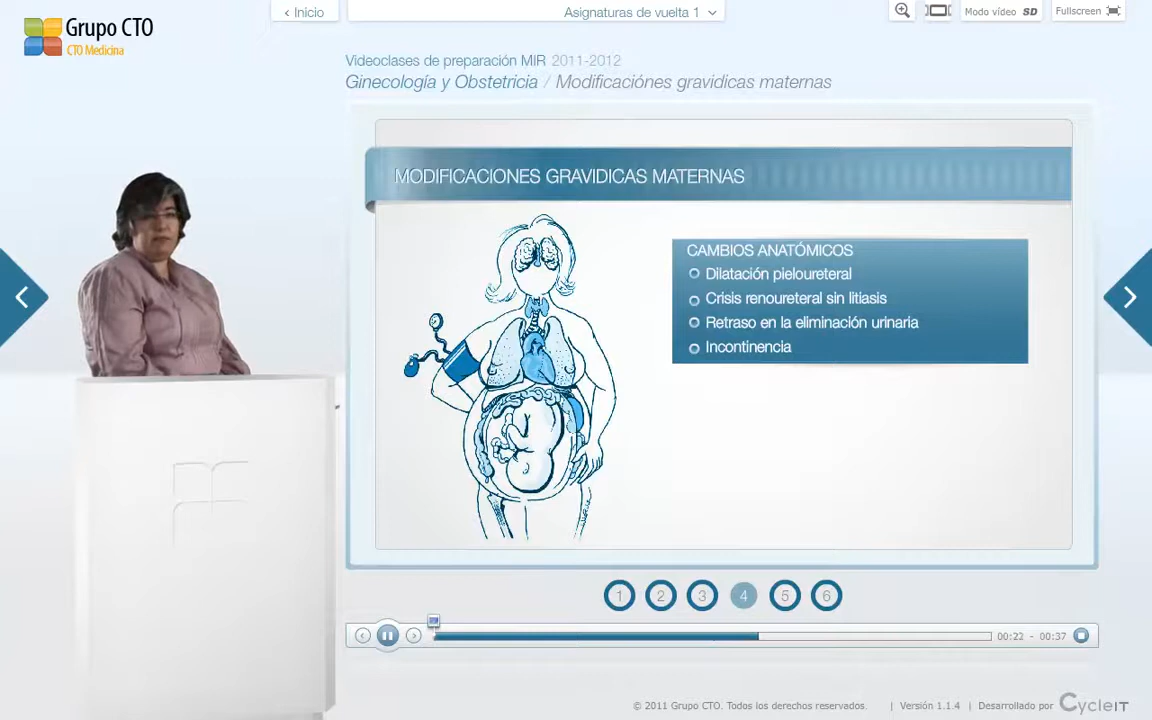 Grupo CTO
CTO Medicina
‹ Inicio
Asignaturas de vuelta 1
Modo vídeo SD
Fullscreen
Videoclases de preparación MIR 2011-2012
Ginecología y Obstetricia / Modificaciónes gravidicas maternas
MODIFICACIONES GRAVIDICAS MATERNAS
CAMBIOS ANATÓMICOS
Dilatación pieloureteral
Crisis renoureteral sin litiasis
Retraso en la eliminación urinaria
Incontinencia
1 2 3 4 5 6
00:22 - 00:37
© 2011 Grupo CTO. Todos los derechos reservados. | Versión 1.1.4 | Desarrollado por CycleIT